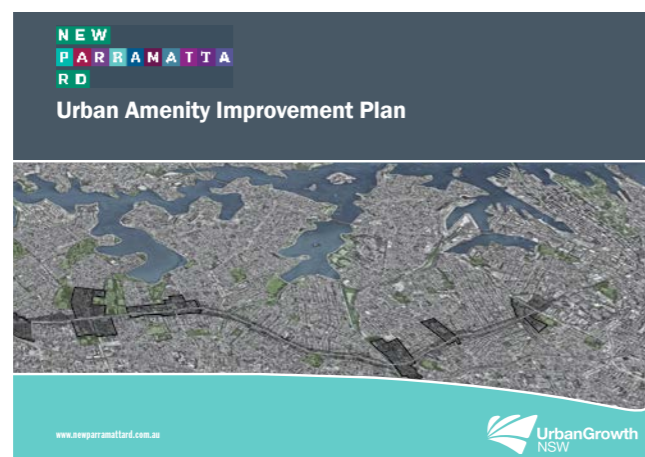 NEW
PARRAMATTA
RD
Urban Amenity Improvement Plan
www.newparramattard.com.au
UrbanGrowth
NSW